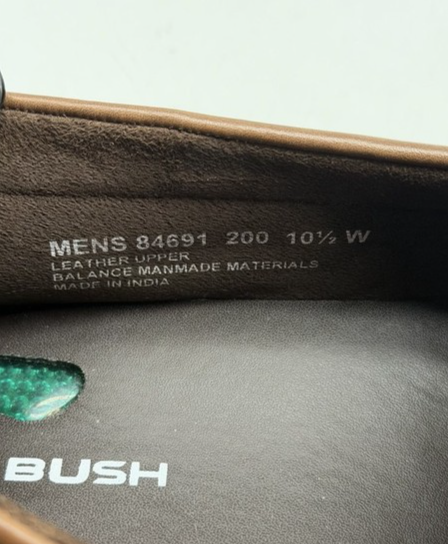 MENS 84691 200 10½ W
LEATHER UPPER
BALANCE MANMADE MATERIALS
MADE IN INDIA
BUSH